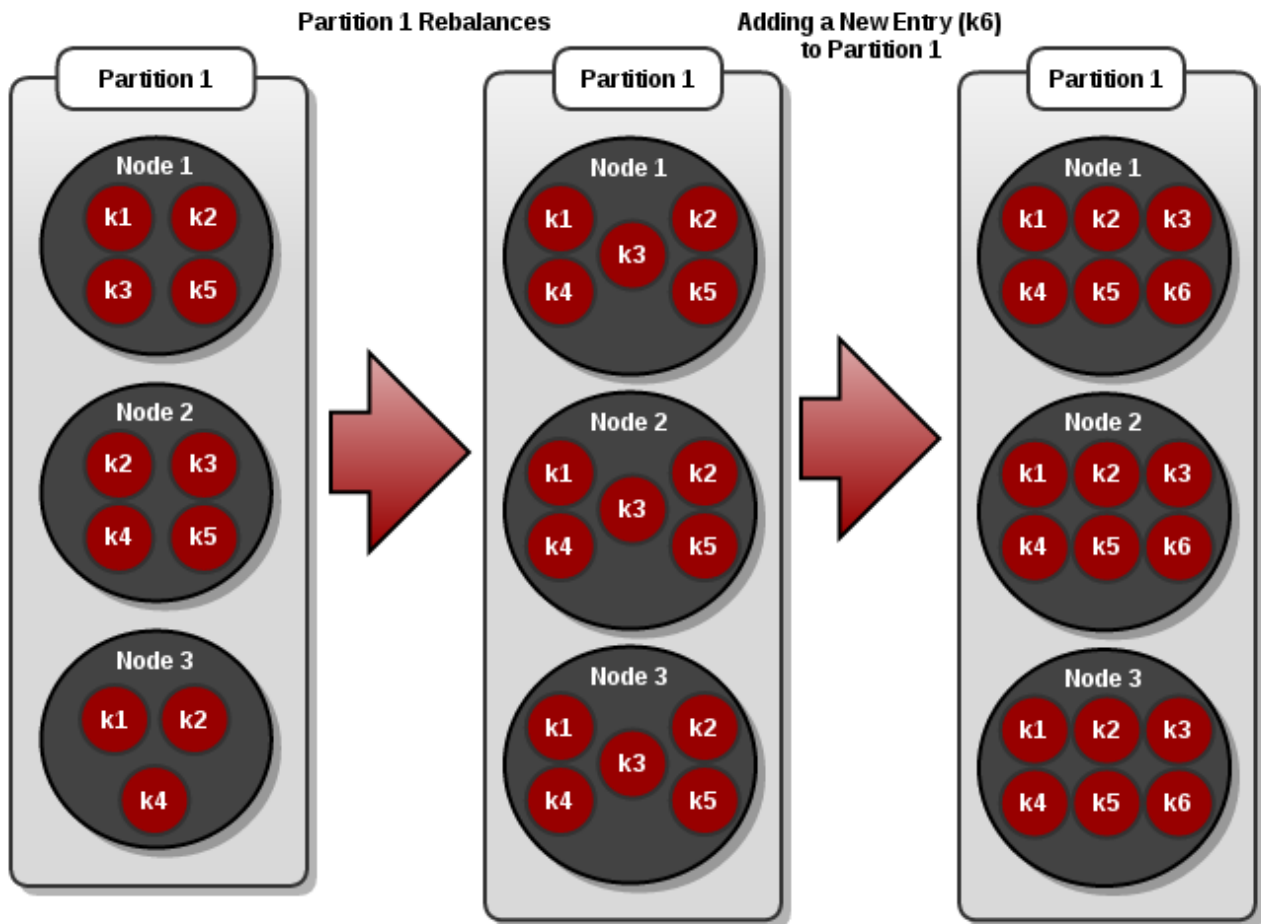 Partition 1 Rebalances
Adding a New Entry (k6)
to Partition 1
Partition 1
Node 1
k1 k2
k3 k5
Node 2
k2 k3
k4 k5
Node 3
k1 k2
k4
Partition 1
Node 1
k1 k2
k3
k4 k5
Node 2
k1 k2
k3
k4 k5
Node 3
k1 k2
k3
k4 k5
Partition 1
Node 1
k1 k2 k3
k4 k5 k6
Node 2
k1 k2 k3
k4 k5 k6
Node 3
k1 k2 k3
k4 k5 k6